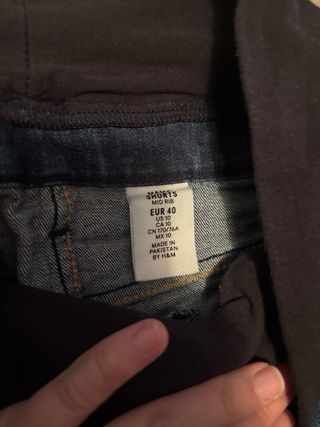 SHORTS
MID RIB
EUR 40
US 10
CA 10
CN 170/76A
MX 10
MADE IN
PAKISTAN
BY H&M